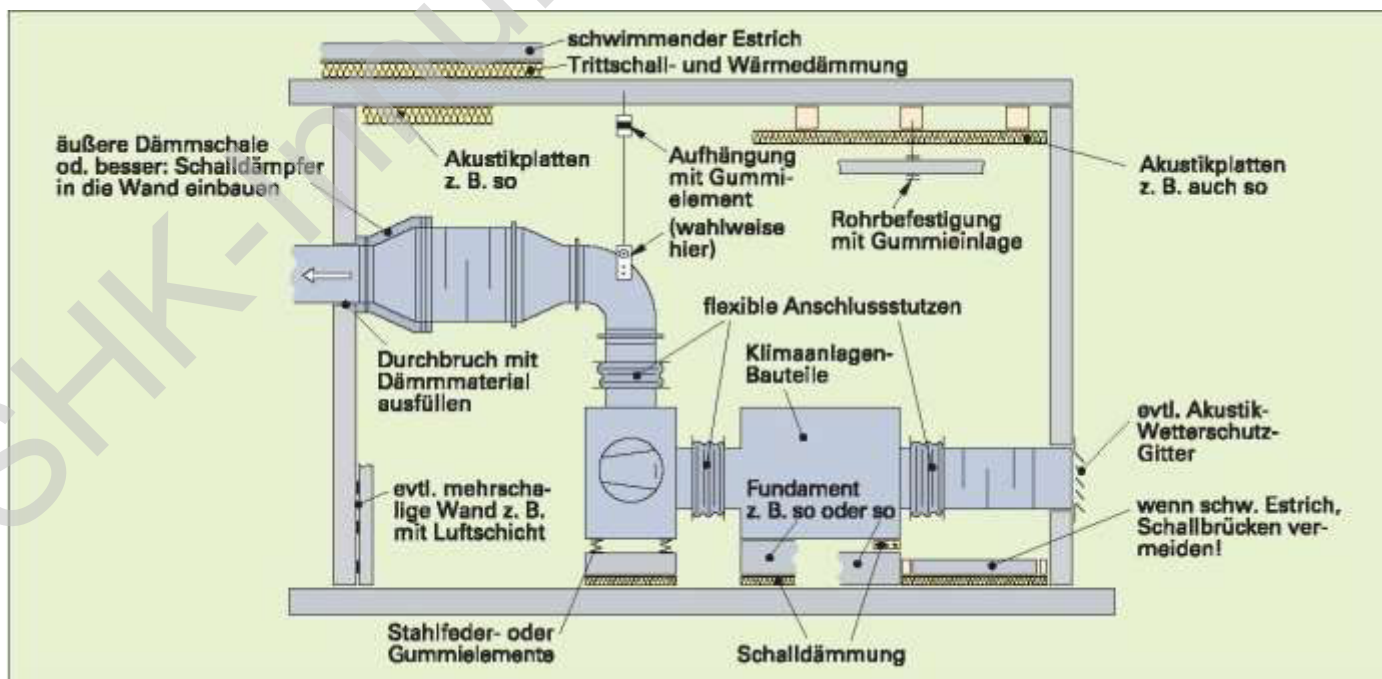 schwimmender Estrich
Trittschall- und Wärmedämmung
äußere Dämmschale
od. besser: Schalldämpfer
in die Wand einbauen
Akustikplatten
z. B. so
Aufhängung
mit Gummi-
element
(wahlweise
hier)
Rohrbefestigung
mit Gummieinlage
Akustikplatten
z. B. auch so
flexible Anschlussstutzen
Durchbruch mit
Dämmmaterial
ausfüllen
Klimaanlagen-
Bauteile
evtl. Akustik-
Wetterschutz-
Gitter
evtl. mehrscha-
lige Wand z. B.
mit Luftschicht
Fundament
z. B. so oder so
wenn schw. Estrich,
Schallbrücken ver-
meiden!
Stahlfeder- oder
Gummielemente
Schalldämmung